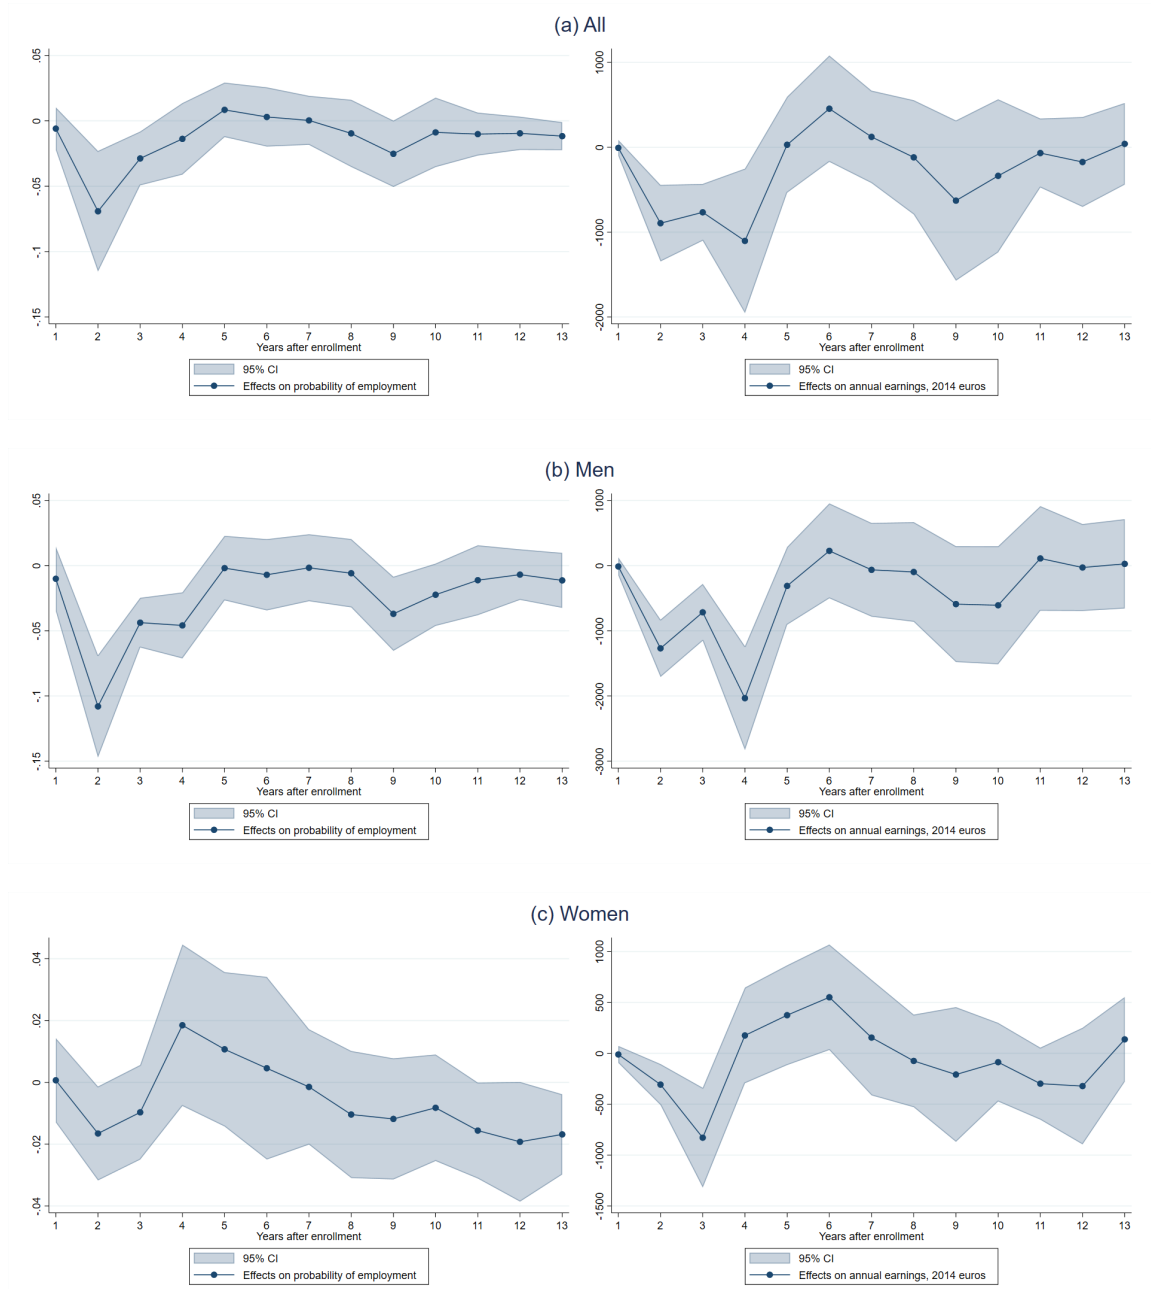 (a) All
.05
0
-.05
-.1
-.15
1 2 3 4 5 6 7 8 9 10 11 12 13
Years after enrollment
95% CI
Effects on probability of employment
1000
0
-1000
-2000
1 2 3 4 5 6 7 8 9 10 11 12 13
Years after enrollment
95% CI
Effects on annual earnings, 2014 euros
(b) Men
.05
0
-.05
-.1
-.15
1 2 3 4 5 6 7 8 9 10 11 12 13
Years after enrollment
95% CI
Effects on probability of employment
1000
0
-1000
-2000
-3000
1 2 3 4 5 6 7 8 9 10 11 12 13
Years after enrollment
95% CI
Effects on annual earnings, 2014 euros
(c) Women
.04
.02
0
-.02
-.04
1 2 3 4 5 6 7 8 9 10 11 12 13
Years after enrollment
95% CI
Effects on probability of employment
1000
500
0
-500
-1000
-1500
1 2 3 4 5 6 7 8 9 10 11 12 13
Years after enrollment
95% CI
Effects on annual earnings, 2014 euros